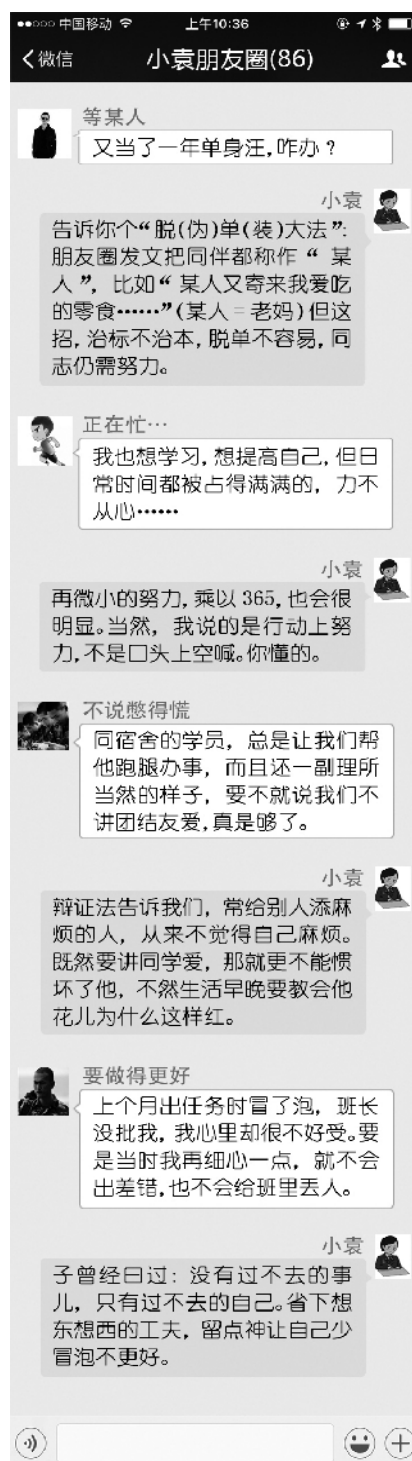 中国移动 上午10:36
微信 小袁朋友圈(86)
等某人
又当了一年单身汪,咋办?
小袁
告诉你个“脱(伪)单(装)大法”:
朋友圈发文把同伴都称作“某
人”,比如“某人又寄来我爱吃
的零食……”(某人=老妈)但这
招,治标不治本,脱单不容易,同
志仍需努力。
正在忙…
我也想学习,想提高自己,但日
常时间都被占得满满的,力不
从心……
小袁
再微小的努力,乘以365,也会很
明显。当然,我说的是行动上努
力,不是口头上空喊。你懂的。
不说憋得慌
同宿舍的学员,总是让我们帮
他跑腿办事,而且还一副理所
当然的样子,要不就说我们不
讲团结友爱,真是够了。
小袁
辩证法告诉我们,常给别人添麻
烦的人,从来不觉得自己麻烦。
既然要讲同学爱,那就更不能惯
坏了他,不然生活早晚要教会他
花儿为什么这样红。
要做得更好
上个月出任务时冒了泡,班长
没批我,我心里却很不好受。要
是当时我再细心一点,就不会
出差错,也不会给班里丢人。
小袁
子曾经曰过:没有过不去的事
儿,只有过不去的自己。省下想
东想西的工夫,留点神让自己少
冒泡不更好。